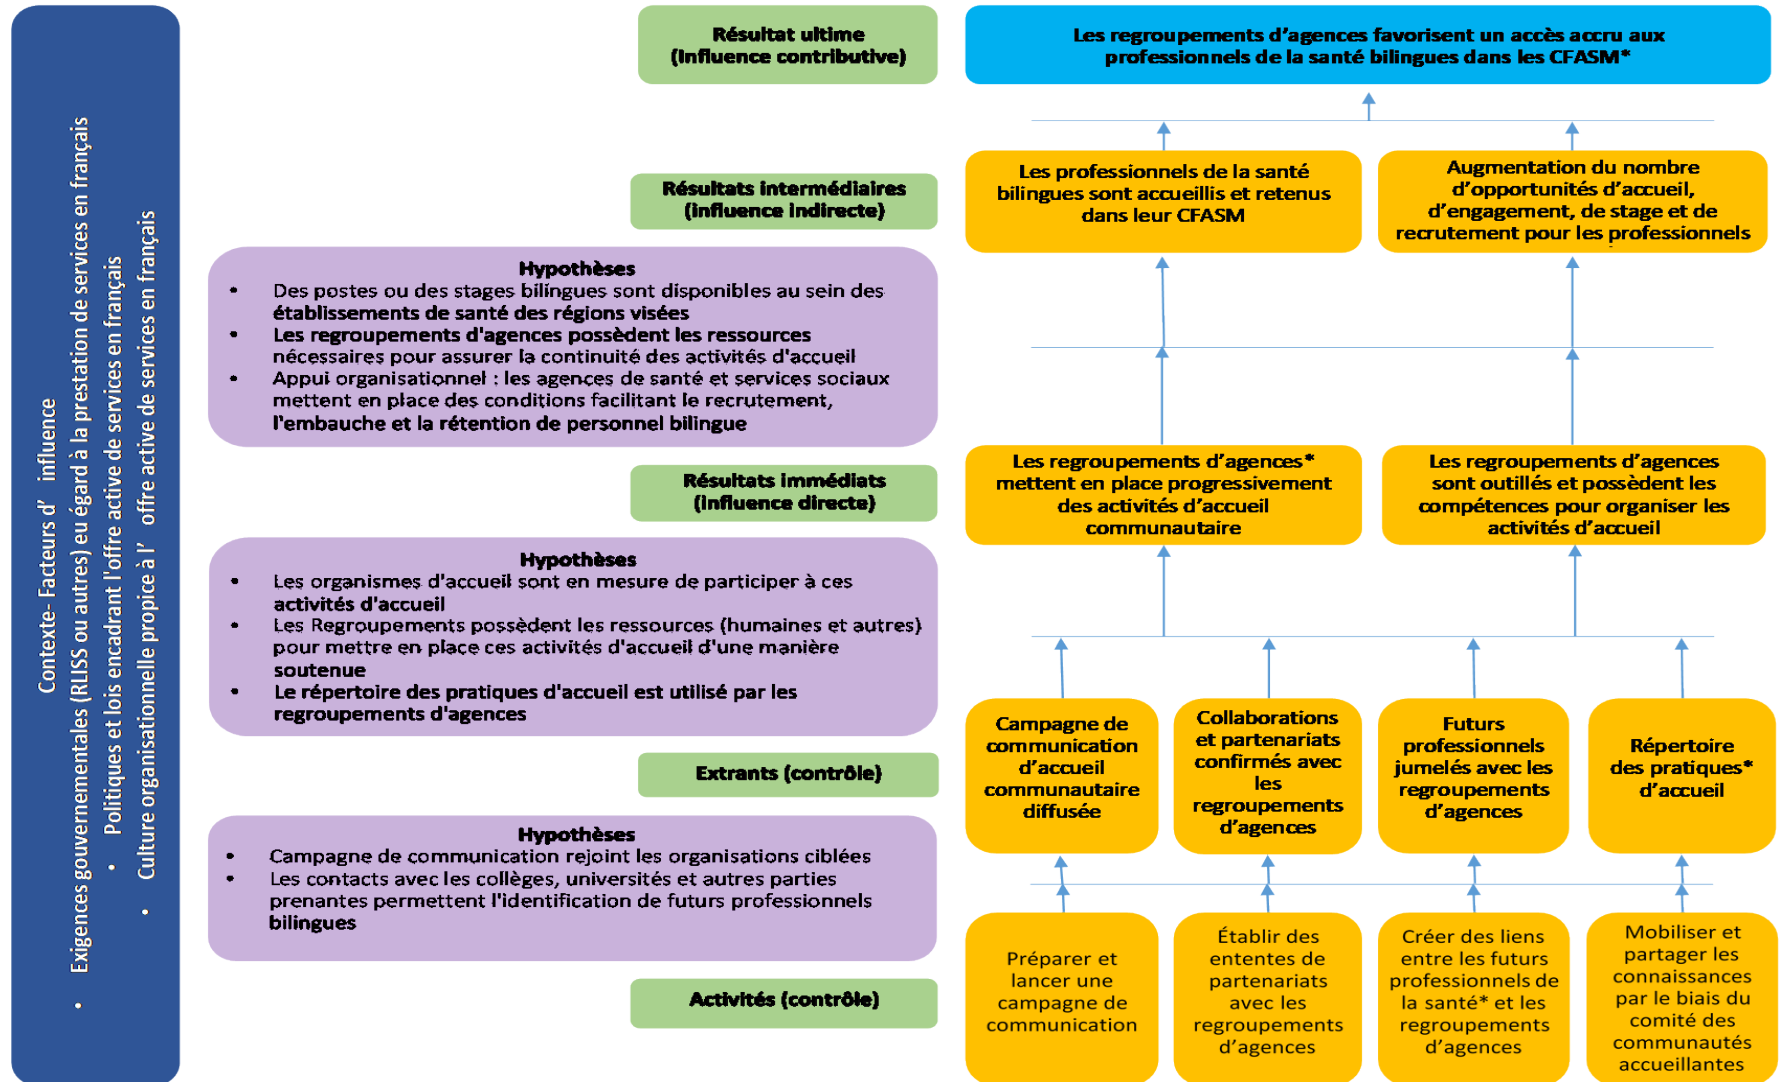 Contexte- Facteurs d' influence
• Exigences gouvernementales (RLISS ou autres) eu égard à la prestation de services en français
• Politiques et lois encadrant l'offre active de services en français
• Culture organisationnelle propice à l' offre active de services en français
Résultat ultime
(Influence contributive)
Les regroupements d'agences favorisent un accès accru aux
professionnels de la santé bilingues dans les CFASM*
Résultats intermédiaires
(influence indirecte)
Les professionnels de la santé
bilingues sont accueillis et retenus
dans leur CFASM
Augmentation du nombre
d'opportunités d'accueil,
d'engagement, de stage et de
recrutement pour les professionnels
Hypothèses
• Des postes ou des stages bilingues sont disponibles au sein des
établissements de santé des régions visées
• Les regroupements d'agences possèdent les ressources
nécessaires pour assurer la continuité des activités d'accueil
• Appui organisationnel : les agences de santé et services sociaux
mettent en place des conditions facilitant le recrutement,
l'embauche et la rétention de personnel bilingue
Résultats immédiats
(influence directe)
Les regroupements d'agences*
mettent en place progressivement
des activités d'accueil
communautaire
Les regroupements d'agences
sont outillés et possèdent les
compétences pour organiser les
activités d'accueil
Hypothèses
• Les organismes d'accueil sont en mesure de participer à ces
activités d'accueil
• Les Regroupements possèdent les ressources (humaines et autres)
pour mettre en place ces activités d'accueil d'une manière
soutenue
• Le répertoire des pratiques d'accueil est utilisé par les
regroupements d'agences
Extrants (contrôle)
Campagne de
communication
d'accueil
communautaire
diffusée
Collaborations
et partenariats
confirmés avec
les
regroupements
d'agences
Futurs
professionnels
jumelés avec les
regroupements
d'agences
Répertoire
des pratiques*
d'accueil
Hypothèses
• Campagne de communication rejoint les organisations ciblées
• Les contacts avec les collèges, universités et autres parties
prenantes permettent l'identification de futurs professionnels
bilingues
Activités (contrôle)
Préparer et
lancer une
campagne de
communication
Établir des
ententes de
partenariats
avec les
regroupements
d'agences
Créer des liens
entre les futurs
professionnels de
la santé* et les
regroupements
d'agences
Mobiliser et
partager les
connaissances
par le biais du
comité des
communautés
accueillantes